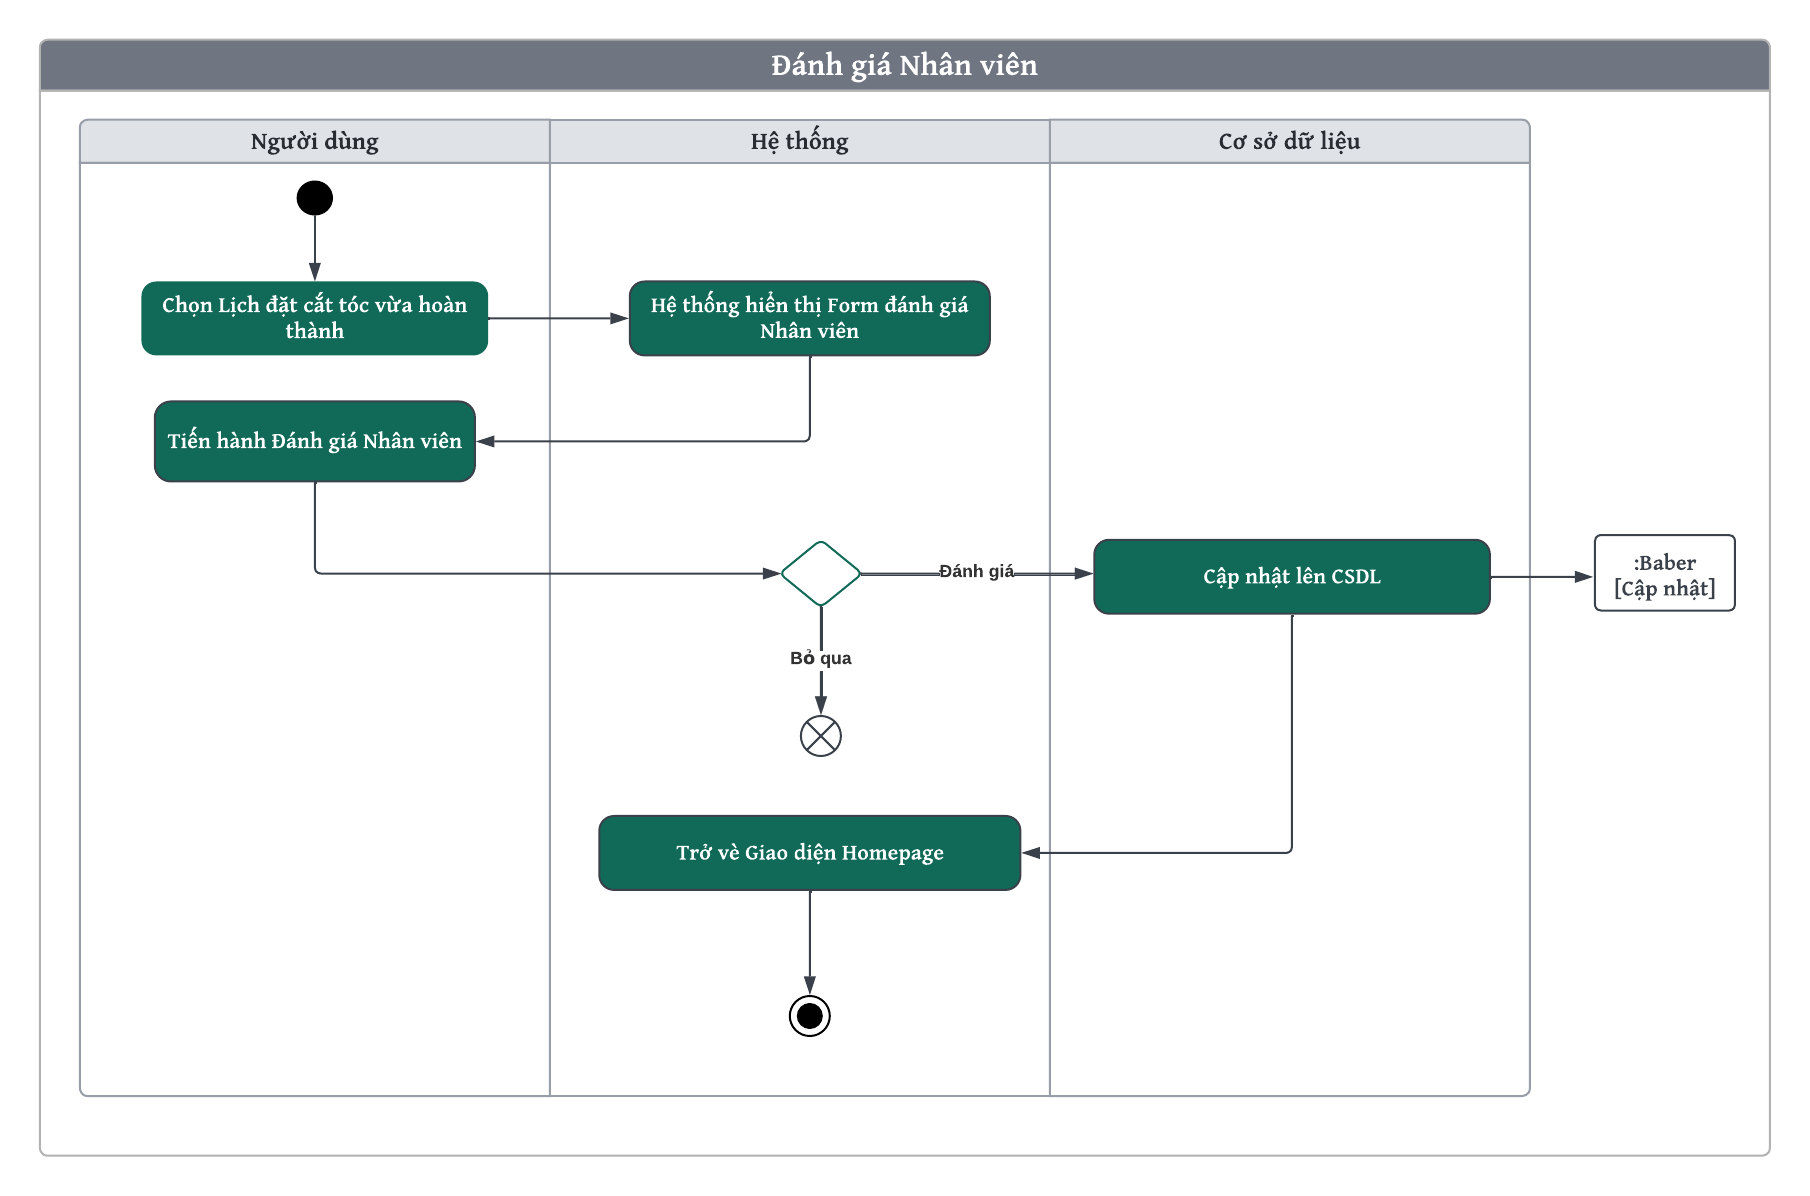 Đánh giá Nhân viên
Người dùng
Hệ thống
Cơ sở dữ liệu
Chọn Lịch đặt cắt tóc vừa hoàn
thành
Hệ thống hiển thị Form đánh giá
Nhân viên
Tiến hành Đánh giá Nhân viên
Đánh giá
Cập nhật lên CSDL
:Baber
[Cập nhật]
Bỏ qua
Trở vè Giao diện Homepage